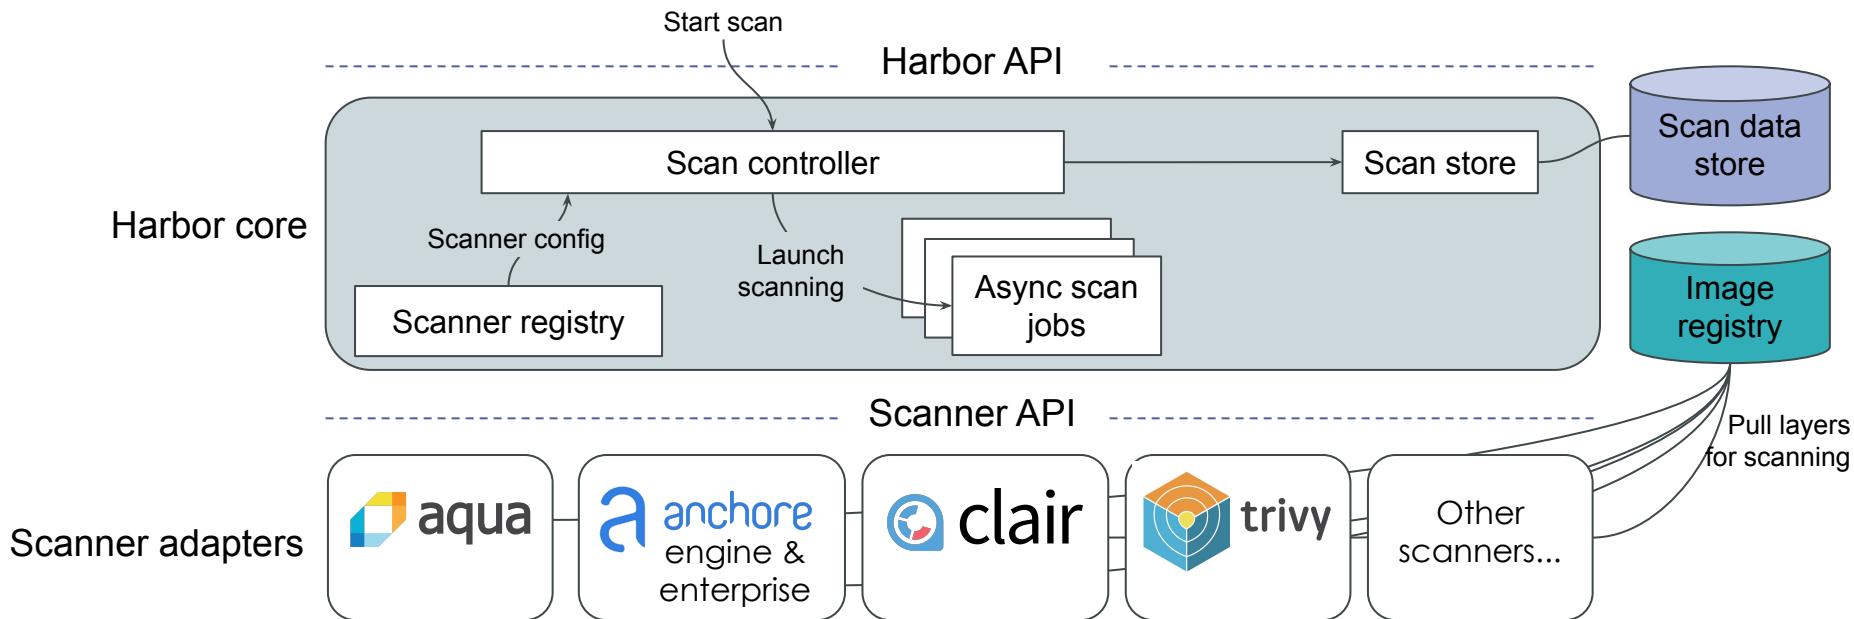 Start scan
Harbor API
Scan controller
Scan store
Scan data
store
Harbor core
Scanner config
Launch
scanning
Async scan
jobs
Scanner registry
Image
registry
Scanner API
Pull layers
for scanning
Scanner adapters
aqua
anchore
engine &
enterprise
clair
trivy
Other
scanners...